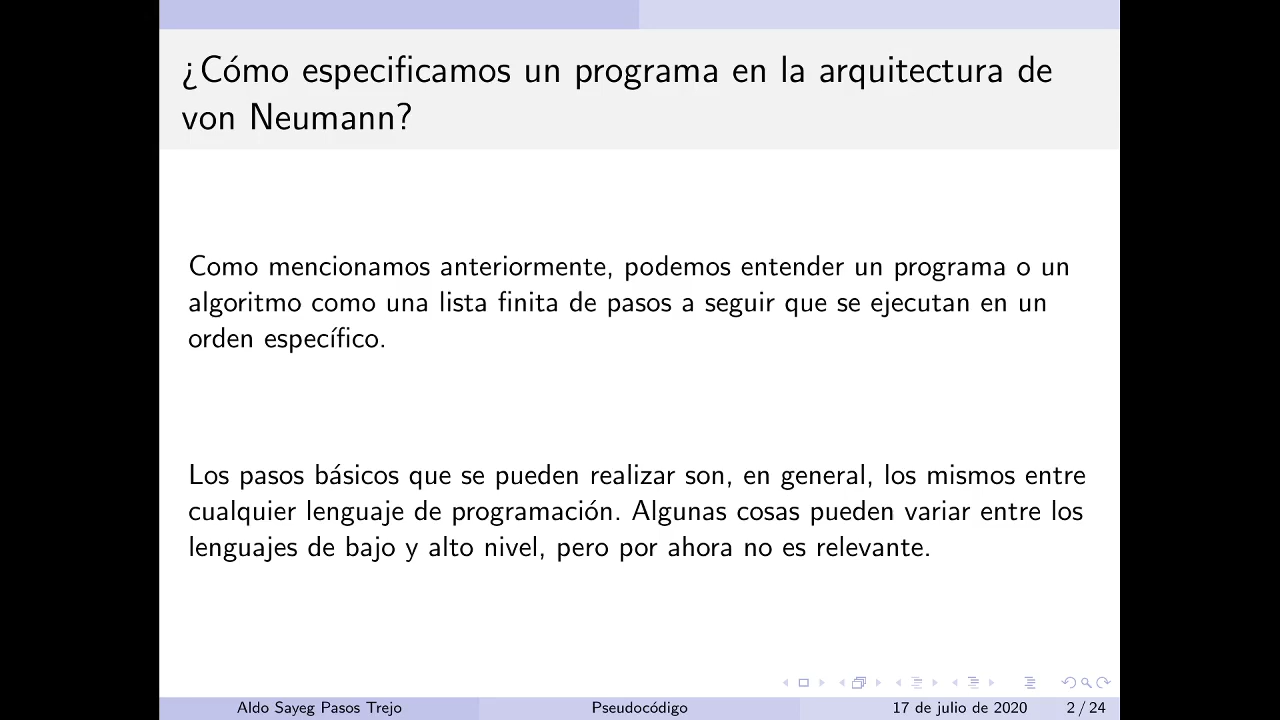 ¿Cómo especificamos un programa en la arquitectura de
von Neumann?
Como mencionamos anteriormente, podemos entender un programa o un
algoritmo como una lista finita de pasos a seguir que se ejecutan en un
orden específico.
Los pasos básicos que se pueden realizar son, en general, los mismos entre
cualquier lenguaje de programación. Algunas cosas pueden variar entre los
lenguajes de bajo y alto nivel, pero por ahora no es relevante.
Aldo Sayeg Pasos Trejo Pseudocódigo 17 de julio de 2020 2 / 24